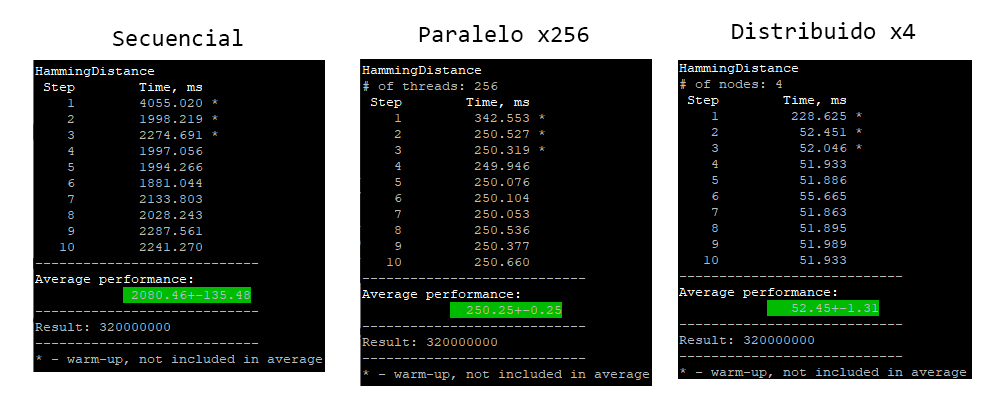 Secuencial
HammingDistance
Step Time, ms
1 4055.020 *
2 1998.219 *
3 2274.691 *
4 1997.056
5 1994.266
6 1881.044
7 2133.803
8 2028.243
9 2287.561
10 2241.270
----------------------------
Average performance:
2080.46+-135.48
----------------------------
Result: 320000000
----------------------------
* - warm-up, not included in average
Paralelo x256
HammingDistance
# of threads: 256
Step Time, ms
1 342.553 *
2 250.527 *
3 250.319 *
4 249.946
5 250.076
6 250.104
7 250.053
8 250.536
9 250.377
10 250.660
----------------------------
Average performance:
250.25+-0.25
----------------------------
Result: 320000000
----------------------------
* - warm-up, not included in average
Distribuido x4
HammingDistance
# of nodes: 4
Step Time, ms
1 228.625 *
2 52.451 *
3 52.046 *
4 51.933
5 51.886
6 55.665
7 51.863
8 51.895
9 51.989
10 51.933
----------------------------
Average performance:
52.45+-1.31
----------------------------
Result: 320000000
----------------------------
* - warm-up, not included in average